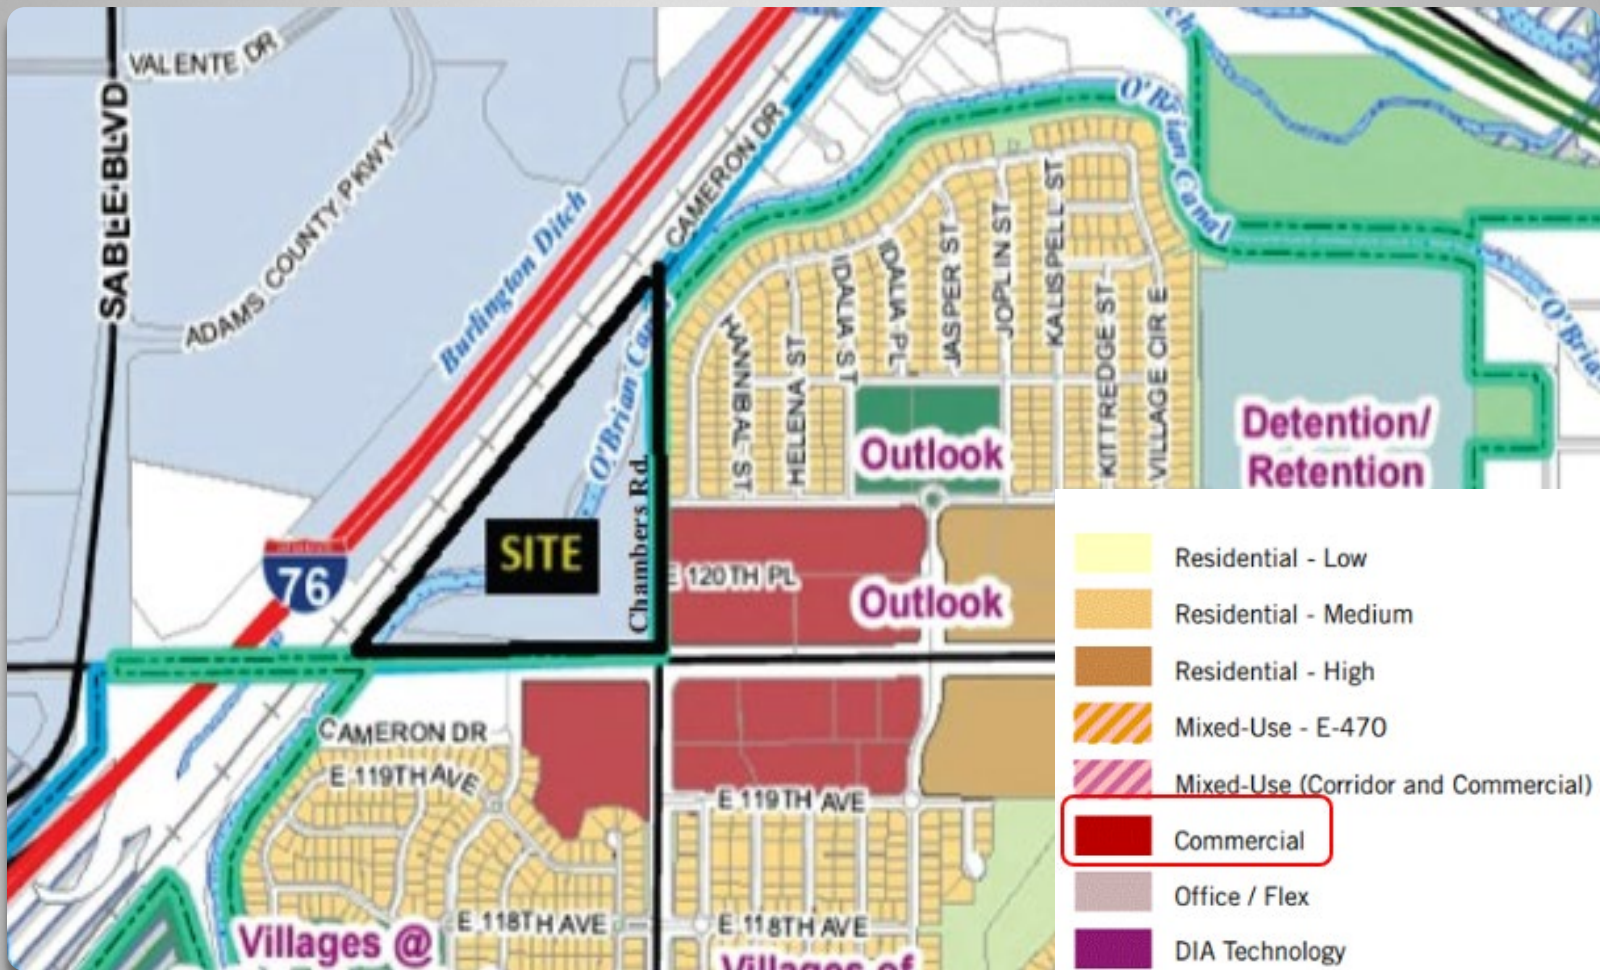 VALENTE DR
SABLE BLVD
ADAMS COUNTY PKWY
Burlington Ditch
CAMERON DR
O'Brian Canal
O'Brian
HANNIBAL ST
HELENA ST
IDALIA ST
IDALIA PL
JASPER ST
JOPLIN ST
KALISPELL ST
KITTREDGE ST
VILLAGE CIR E
Outlook
Detention/
Retention
O'Brian
Chambers Rd.
SITE
76
E 120TH PL
Outlook
CAMERON DR
E 119TH AVE
E 119TH AVE
E 118TH AVE
E 118TH AVE
Villages @
Villages of
Residential - Low
Residential - Medium
Residential - High
Mixed-Use - E-470
Mixed-Use (Corridor and Commercial)
Commercial
Office / Flex
DIA Technology